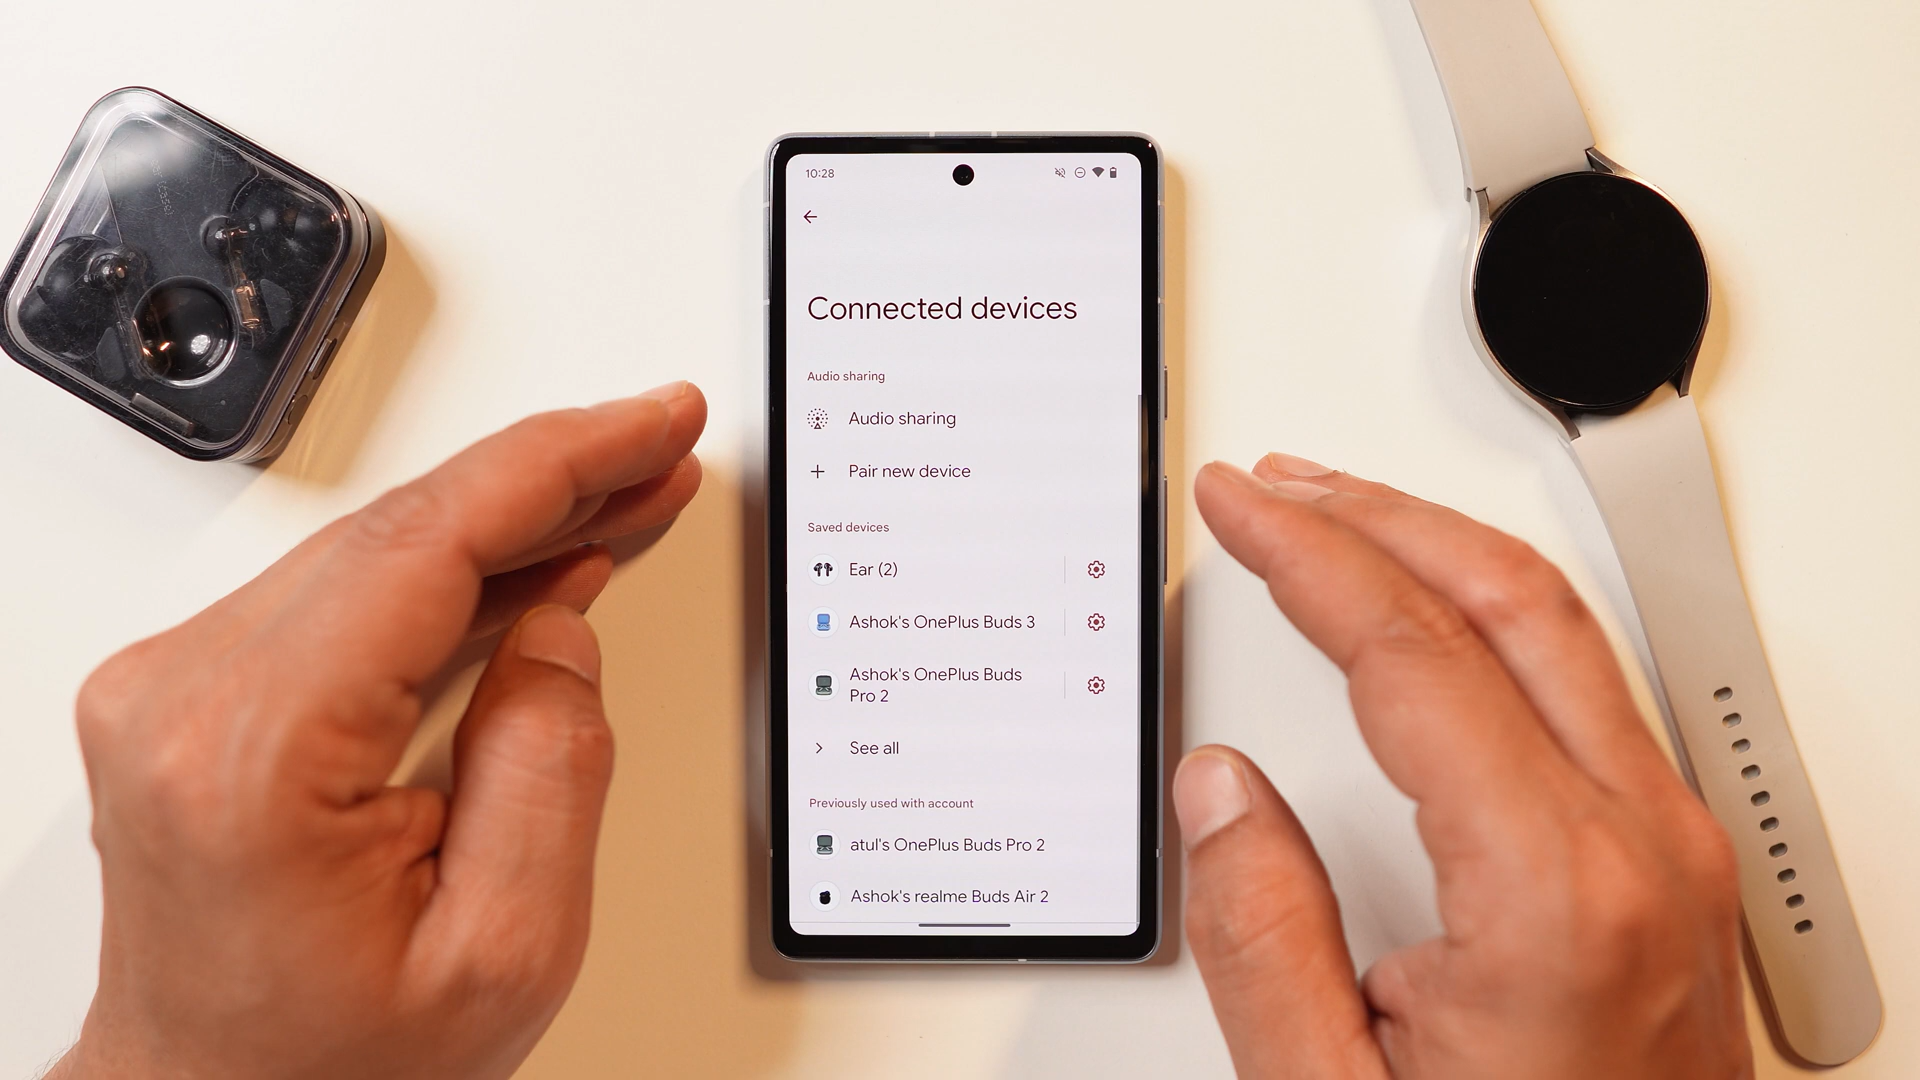 10:28
Connected devices
Audio sharing
Audio sharing
Pair new device
Saved devices
Ear (2)
Ashok's OnePlus Buds 3
Ashok's OnePlus Buds
Pro 2
See all
Previously used with account
atul's OnePlus Buds Pro 2
Ashok's realme Buds Air 2